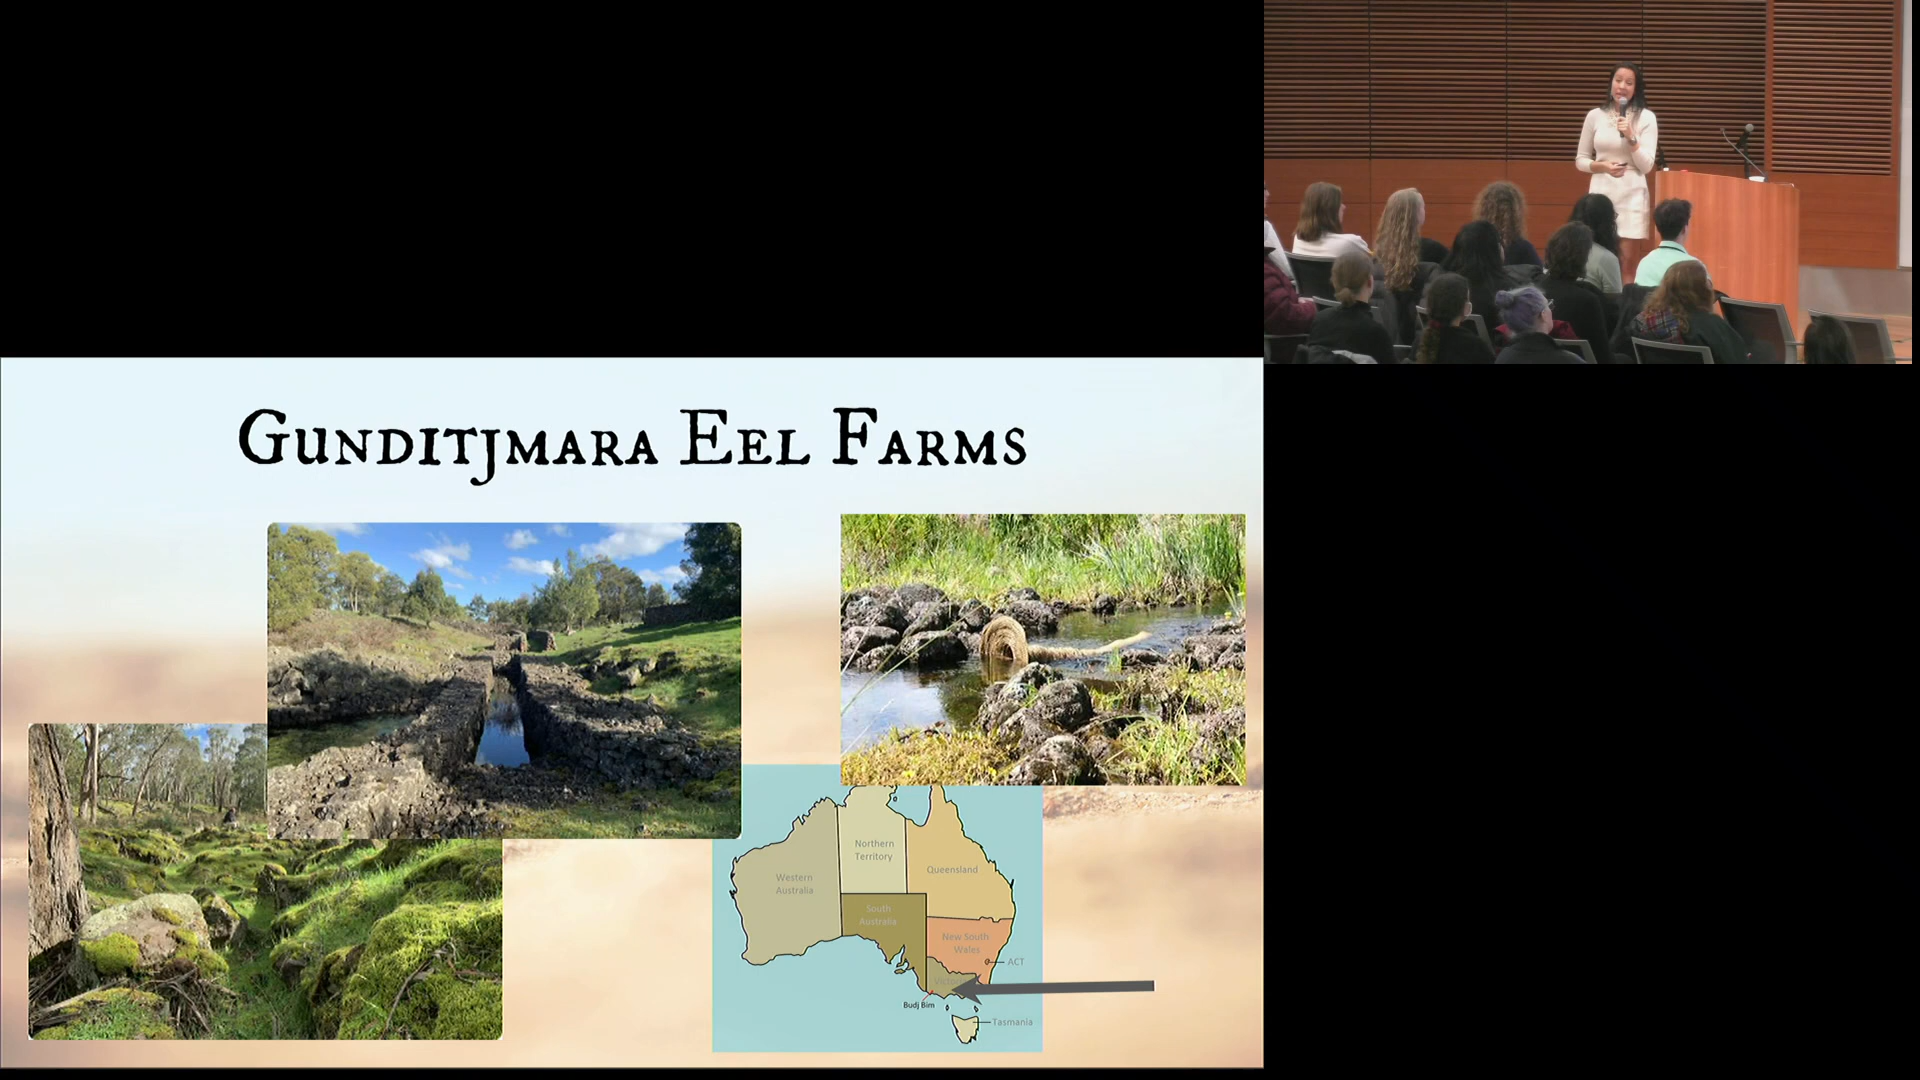 Gunditjmara Eel Farms
Northern
Territory
Queensland
Western
Australia
South
Australia
New South
Wales
ACT
Budj Bim
Tasmania